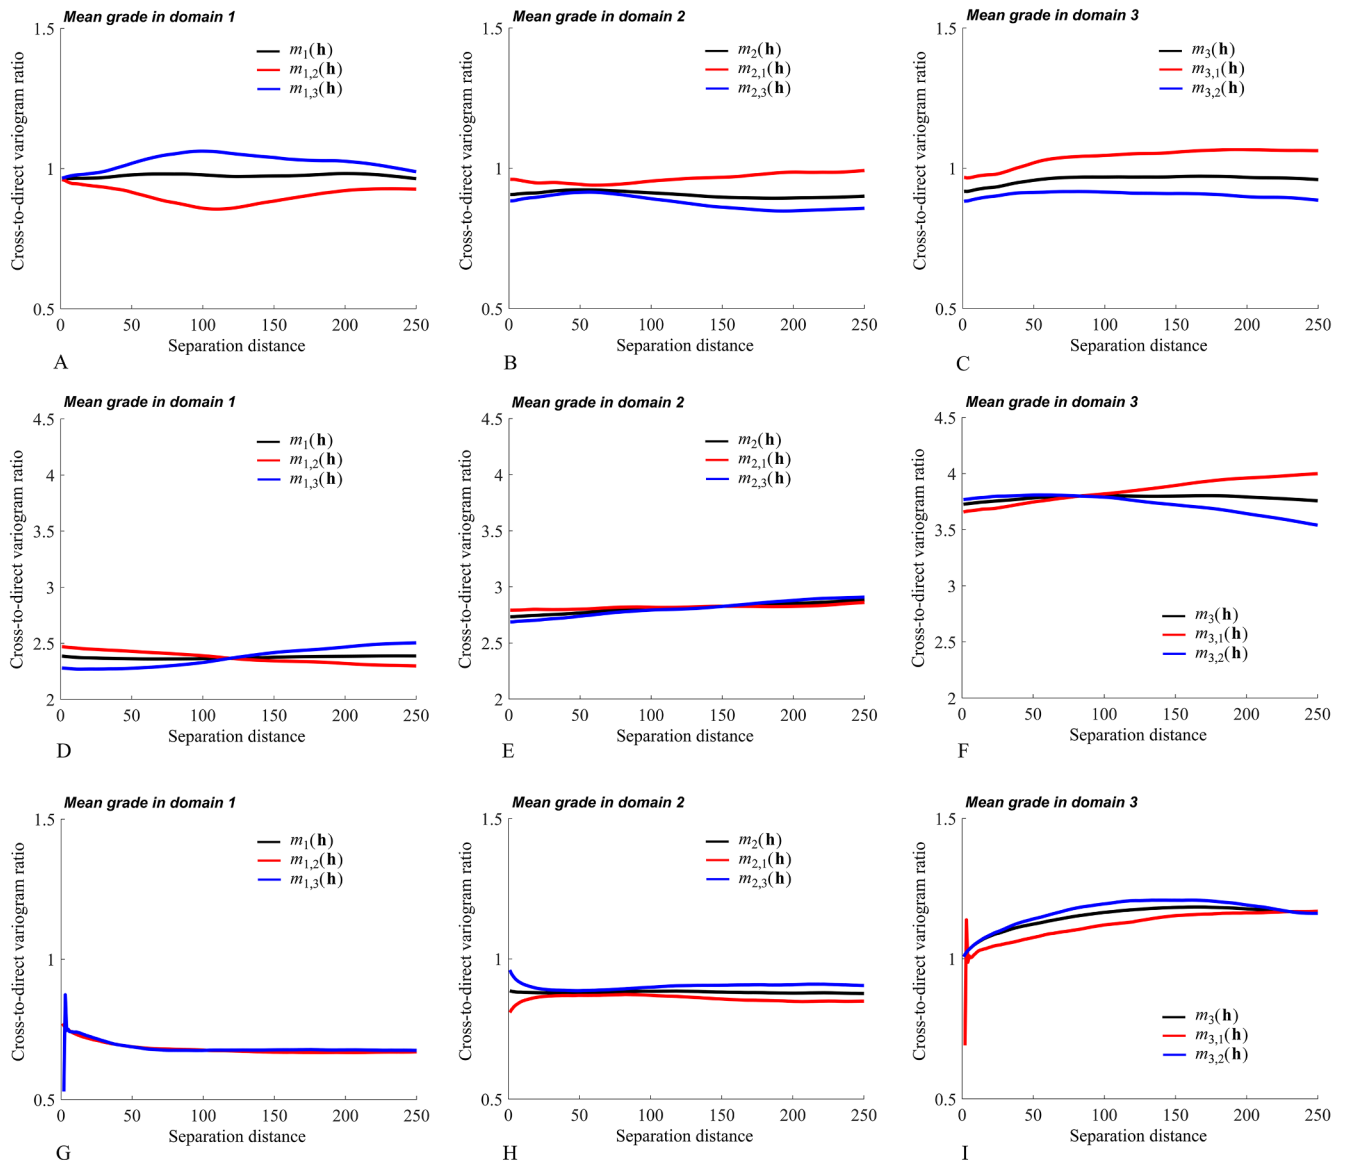 Mean grade in domain 1
1.5
1
0.5
Cross-to-direct variogram ratio
m1(h)
m1,2(h)
m1,3(h)
0 50 100 150 200 250
Separation distance
A
Mean grade in domain 2
1.5
1
0.5
Cross-to-direct variogram ratio
m2(h)
m2,1(h)
m2,3(h)
0 50 100 150 200 250
Separation distance
B
Mean grade in domain 3
1.5
1
0.5
Cross-to-direct variogram ratio
m3(h)
m3,1(h)
m3,2(h)
0 50 100 150 200 250
Separation distance
C
Mean grade in domain 1
4.5
4
3.5
3
2.5
2
Cross-to-direct variogram ratio
m1(h)
m1,2(h)
m1,3(h)
0 50 100 150 200 250
Separation distance
D
Mean grade in domain 2
4.5
4
3.5
3
2.5
2
Cross-to-direct variogram ratio
m2(h)
m2,1(h)
m2,3(h)
0 50 100 150 200 250
Separation distance
E
Mean grade in domain 3
4.5
4
3.5
3
2.5
2
Cross-to-direct variogram ratio
m3(h)
m3,1(h)
m3,2(h)
0 50 100 150 200 250
Separation distance
F
Mean grade in domain 1
1.5
1
0.5
Cross-to-direct variogram ratio
m1(h)
m1,2(h)
m1,3(h)
0 50 100 150 200 250
Separation distance
G
Mean grade in domain 2
1.5
1
0.5
Cross-to-direct variogram ratio
m2(h)
m2,1(h)
m2,3(h)
0 50 100 150 200 250
Separation distance
H
Mean grade in domain 3
1.5
1
0.5
Cross-to-direct variogram ratio
m3(h)
m3,1(h)
m3,2(h)
0 50 100 150 200 250
Separation distance
I